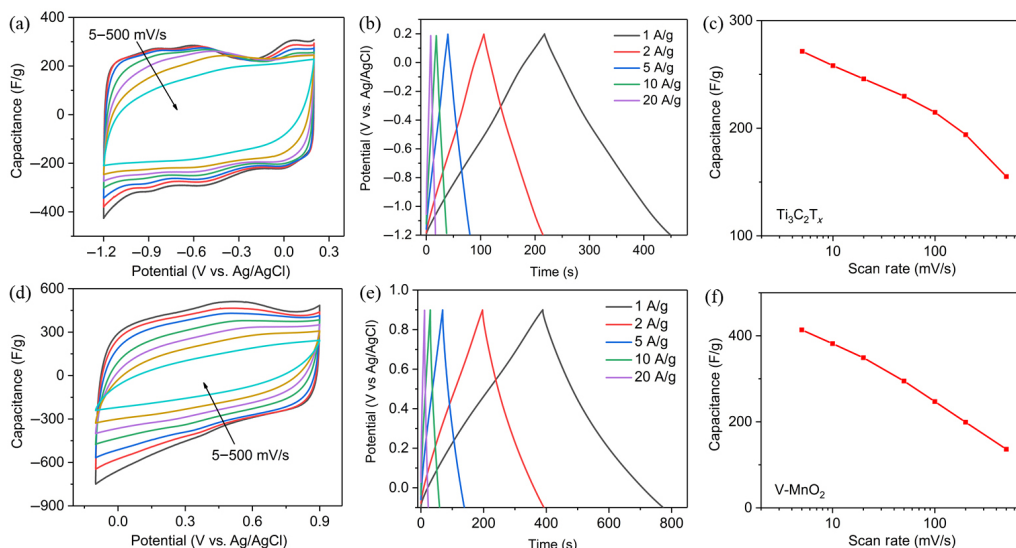 (a)
400
200
0
−200
−400
Capacitance (F/g)
5–500 mV/s
−1.2
−0.9
−0.6
−0.3
0.0
Potential (V vs. Ag/AgCl)
(b)
0.2
0.0
−0.2
−0.4
−0.6
−0.8
−1.0
−1.2
Potential (V vs. Ag/AgCl)
1 A/g
2 A/g
5 A/g
10 A/g
20 A/g
0
100
200
300
400
Time (s)
(c)
300
200
100
Capacitance (F/g)
Ti₃C₂Tₓ
10
100
Scan rate (mV/s)
(d)
600
300
0
−300
−600
−900
Capacitance (F/g)
5–500 mV/s
0.0
0.3
0.6
0.9
Potential (V vs. Ag/AgCl)
(e)
1.0
0.8
0.6
0.4
0.2
0.0
Potential (V vs Ag/AgCl)
1 A/g
2 A/g
5 A/g
10 A/g
20 A/g
0
200
400
600
800
Time (s)
(f)
400
200
0
Capacitance (F/g)
V-MnO₂
10
100
Scan rate (mV/s)